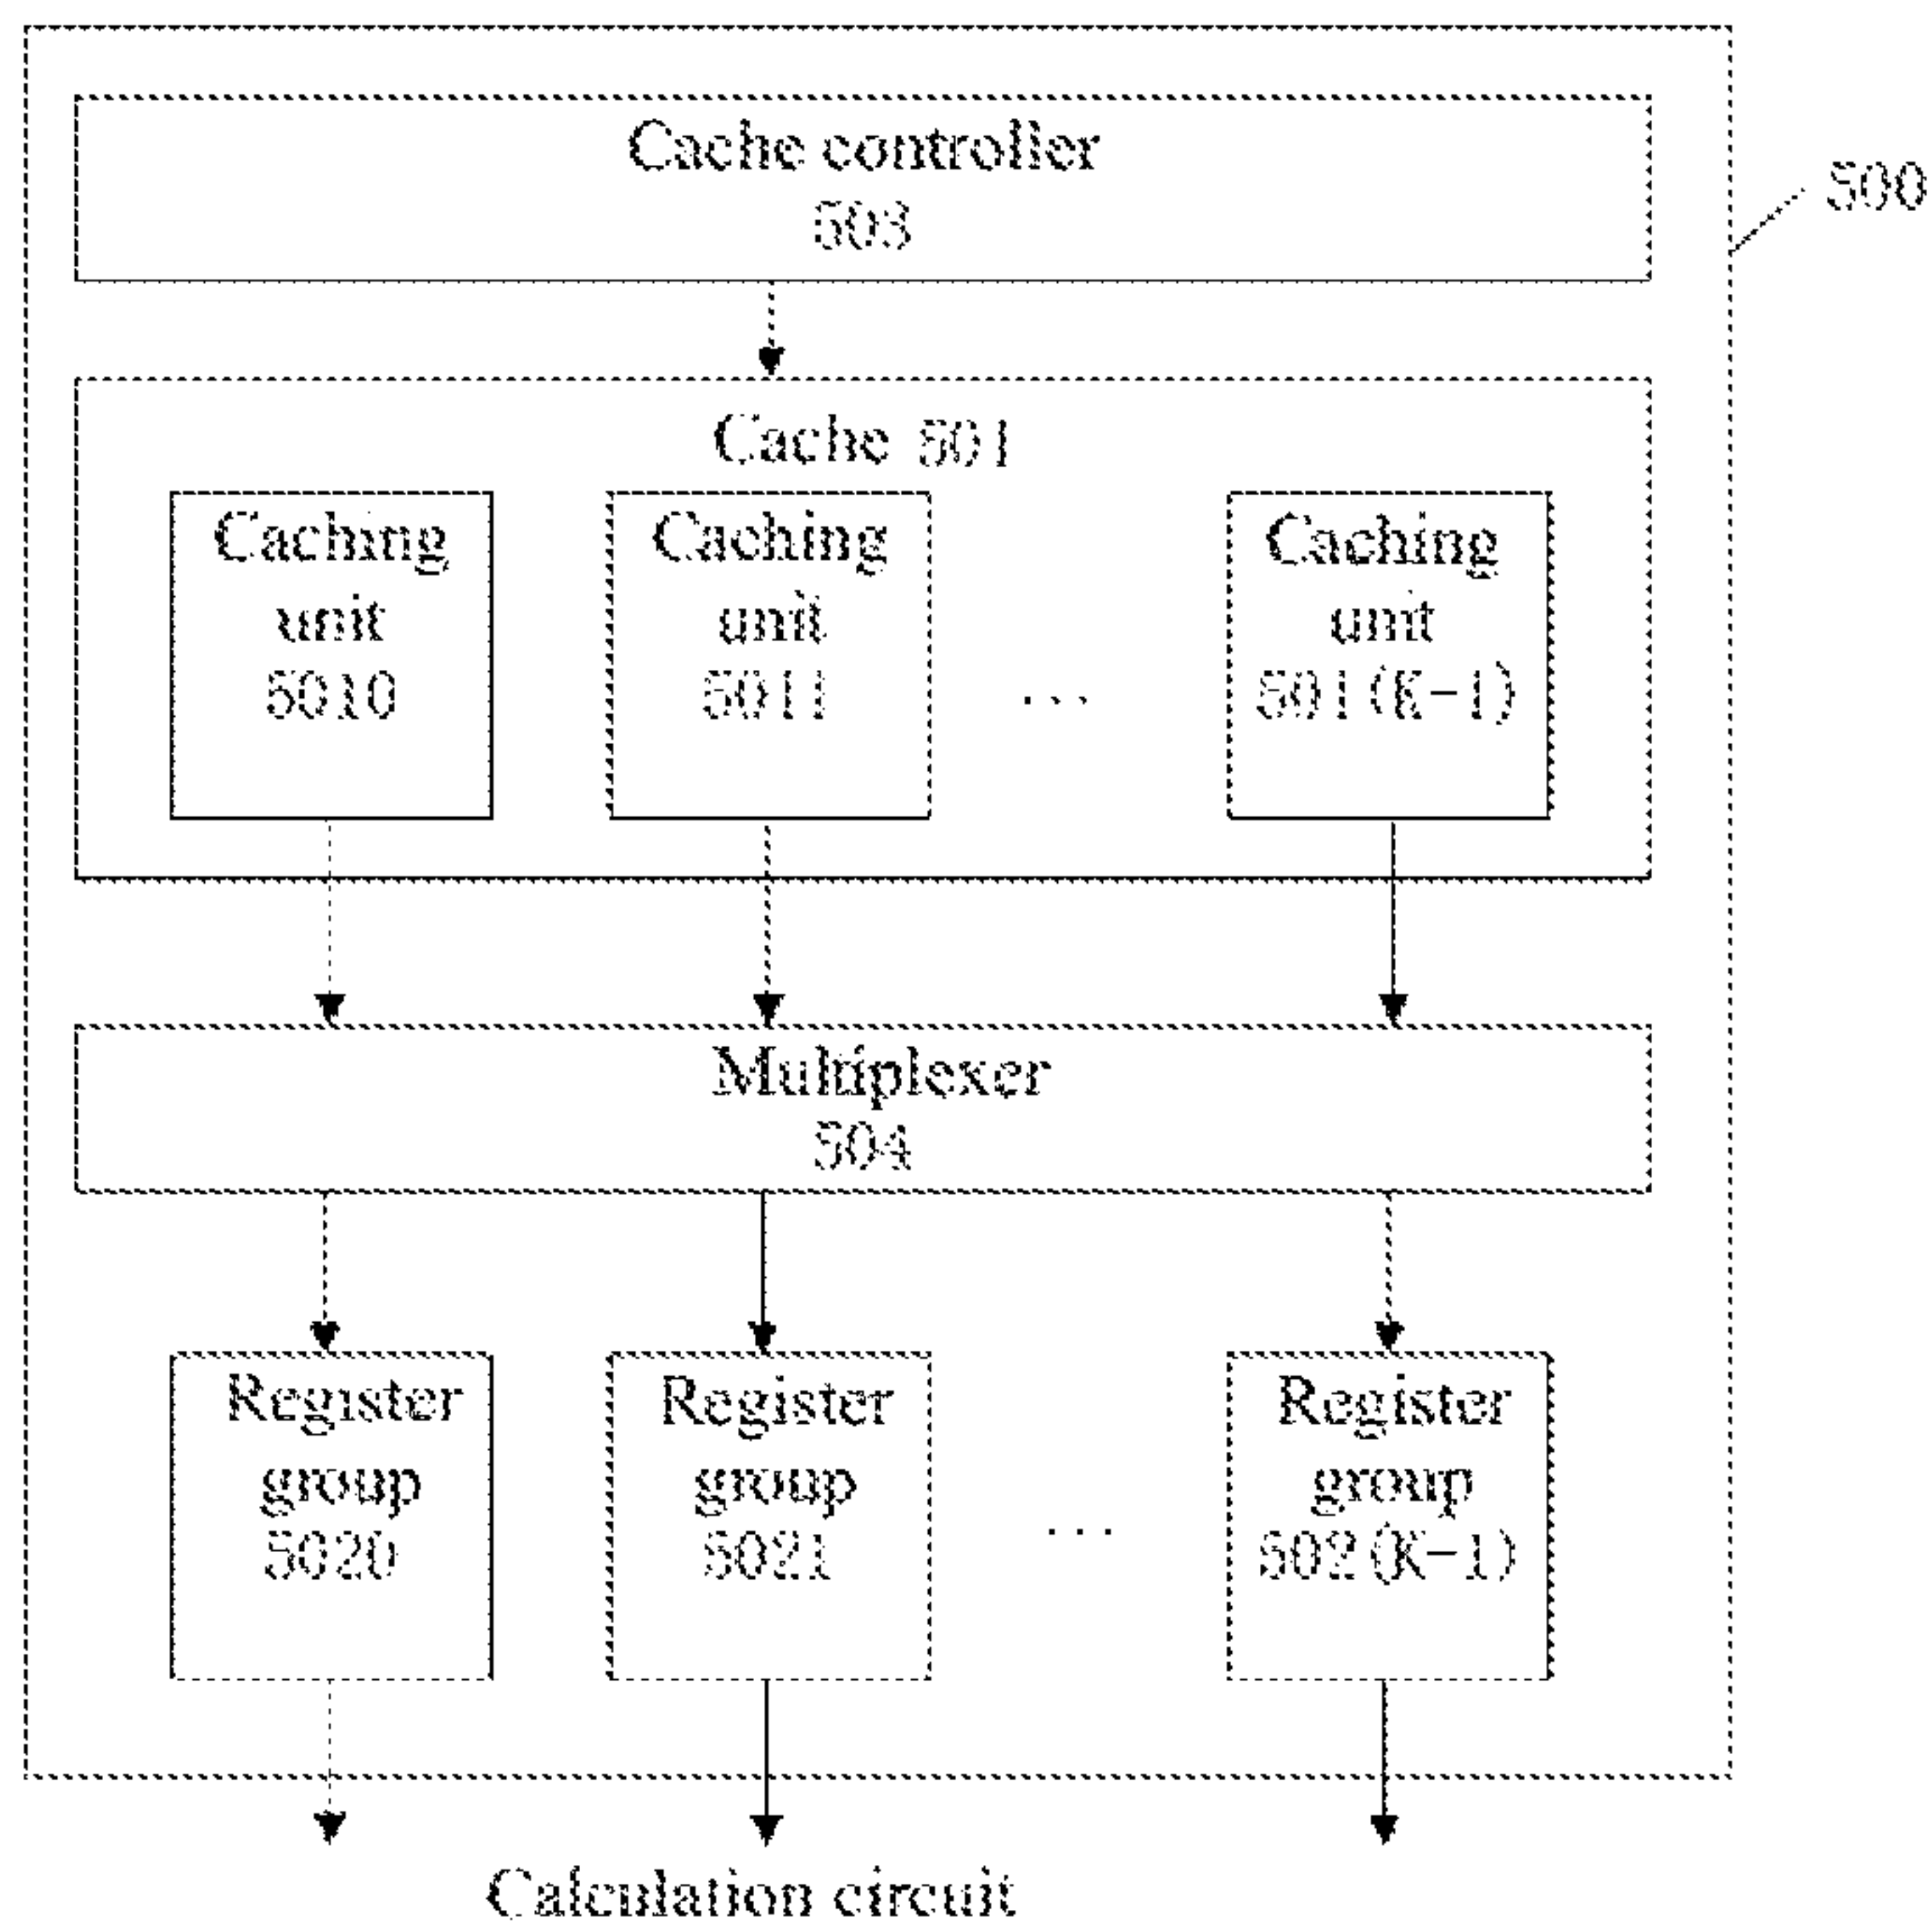 Cache controller
503
500
Cache 501
Caching
unit
5010
Caching
unit
5011
...
Caching
unit
501(K-1)
Multiplexer
504
Register
group
5020
Register
group
5021
...
Register
group
502(K-1)
Calculation circuit